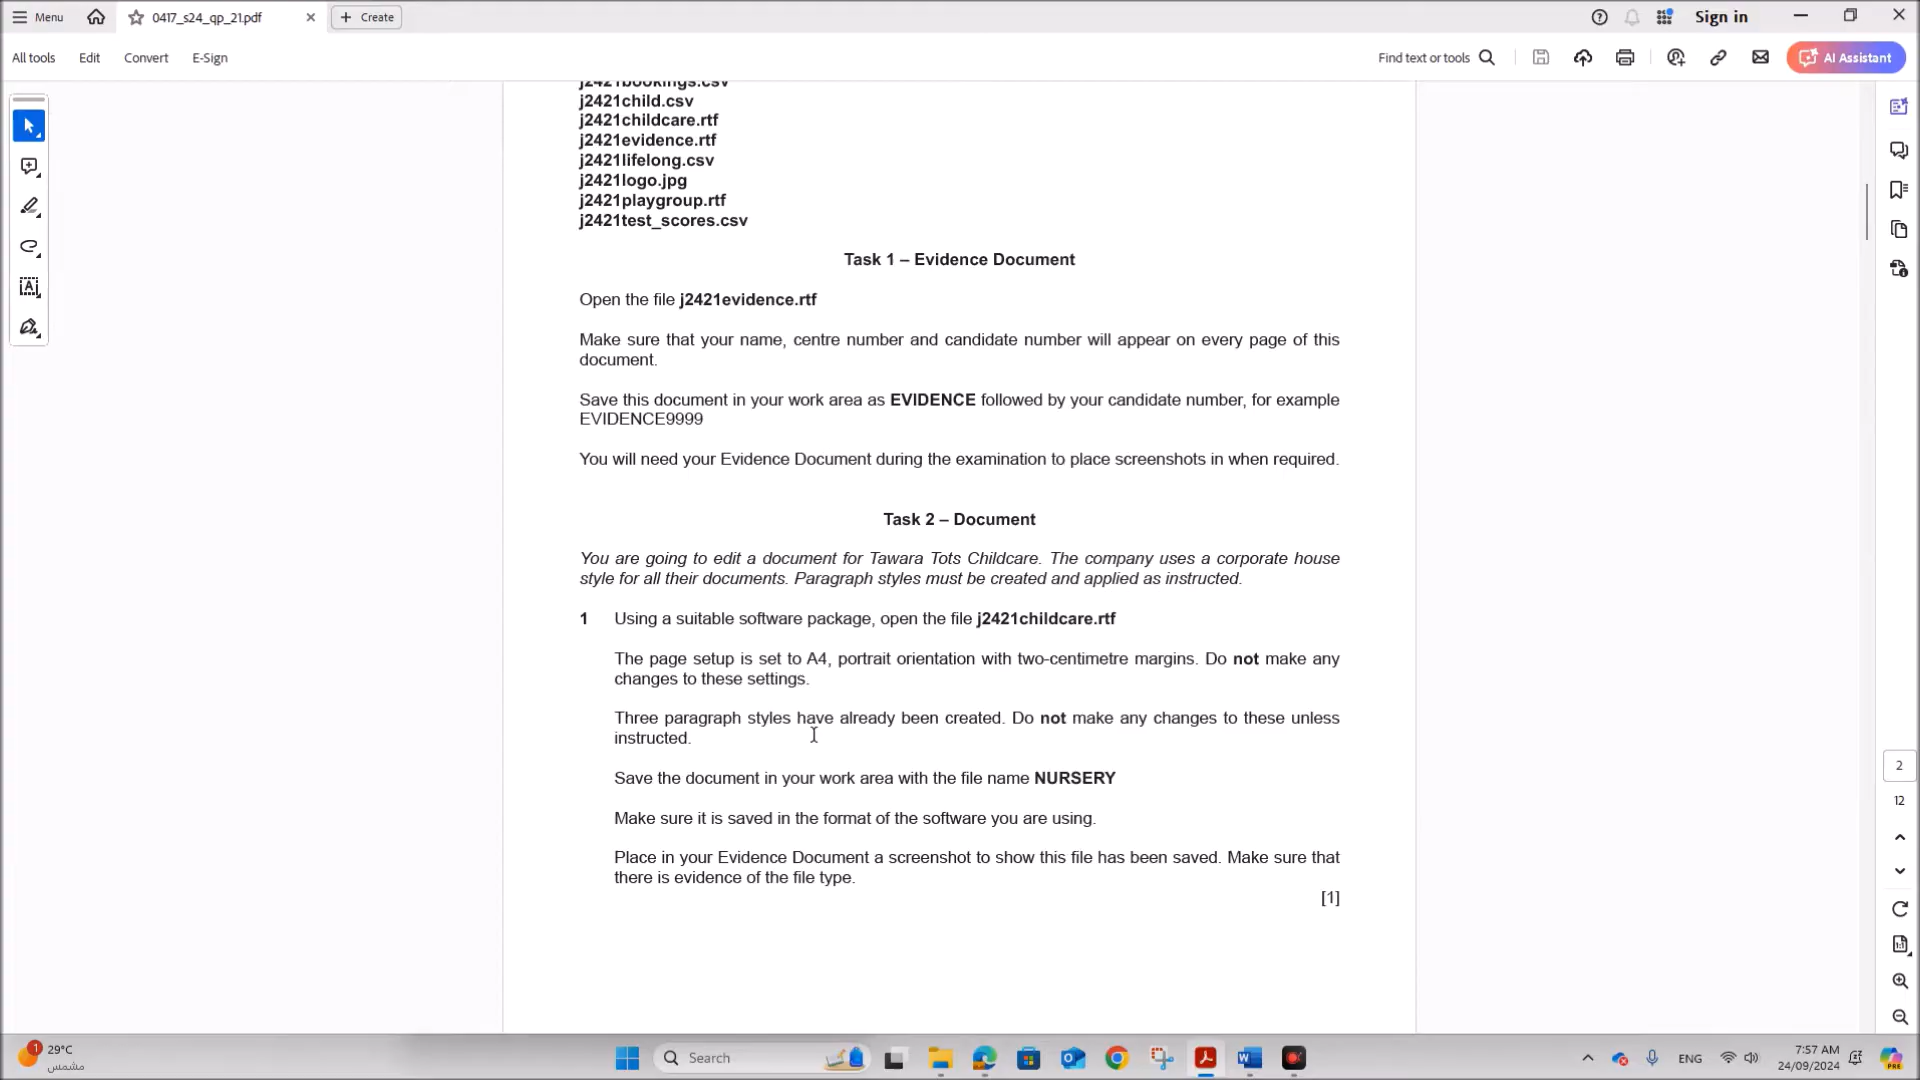 Menu
0417_s24_qp_21.pdf
Create
Sign in
All tools
Edit
Convert
E-Sign
Find text or tools
AI Assistant
j2421bookings.csv
j2421child.csv
j2421childcare.rtf
j2421evidence.rtf
j2421lifelong.csv
j2421logo.jpg
j2421playgroup.rtf
j2421test_scores.csv
Task 1 – Evidence Document
Open the file j2421evidence.rtf
Make sure that your name, centre number and candidate number will appear on every page of this
document.
Save this document in your work area as EVIDENCE followed by your candidate number, for example
EVIDENCE9999
You will need your Evidence Document during the examination to place screenshots in when required.
Task 2 – Document
You are going to edit a document for Tawara Tots Childcare. The company uses a corporate house
style for all their documents. Paragraph styles must be created and applied as instructed.
1 Using a suitable software package, open the file j2421childcare.rtf
The page setup is set to A4, portrait orientation with two-centimetre margins. Do not make any
changes to these settings.
Three paragraph styles have already been created. Do not make any changes to these unless
instructed.
Save the document in your work area with the file name NURSERY
Make sure it is saved in the format of the software you are using.
Place in your Evidence Document a screenshot to show this file has been saved. Make sure that
there is evidence of the file type.
[1]
2
12
1
29°C
مشمس
Search
ENG
7:57 AM
24/09/2024
PRE